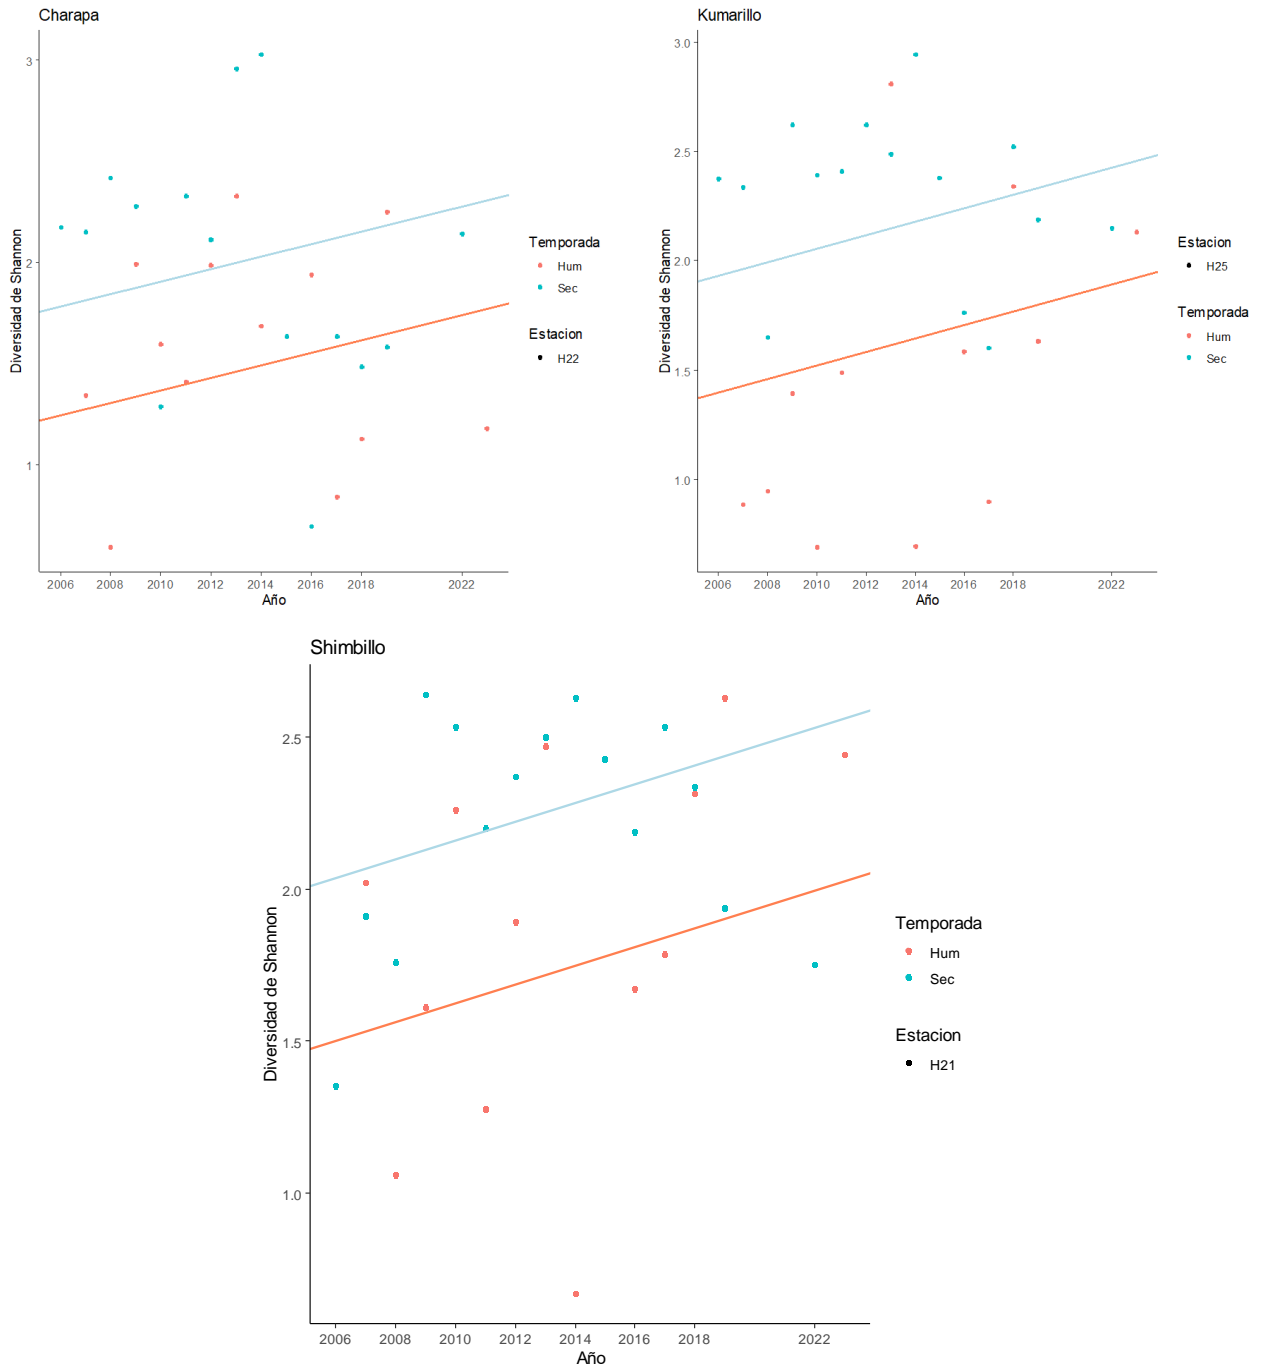 Charapa
3
2
1
Diversidad de Shannon
2006 2008 2010 2012 2014 2016 2018 2022
Año
Temporada
Hum
Sec
Estacion
H22
Kumarillo
3.0
2.5
2.0
1.5
1.0
Diversidad de Shannon
2006 2008 2010 2012 2014 2016 2018 2022
Año
Estacion
H25
Temporada
Hum
Sec
Shimbillo
2.5
2.0
1.5
1.0
Diversidad de Shannon
2006 2008 2010 2012 2014 2016 2018 2022
Año
Temporada
Hum
Sec
Estacion
H21